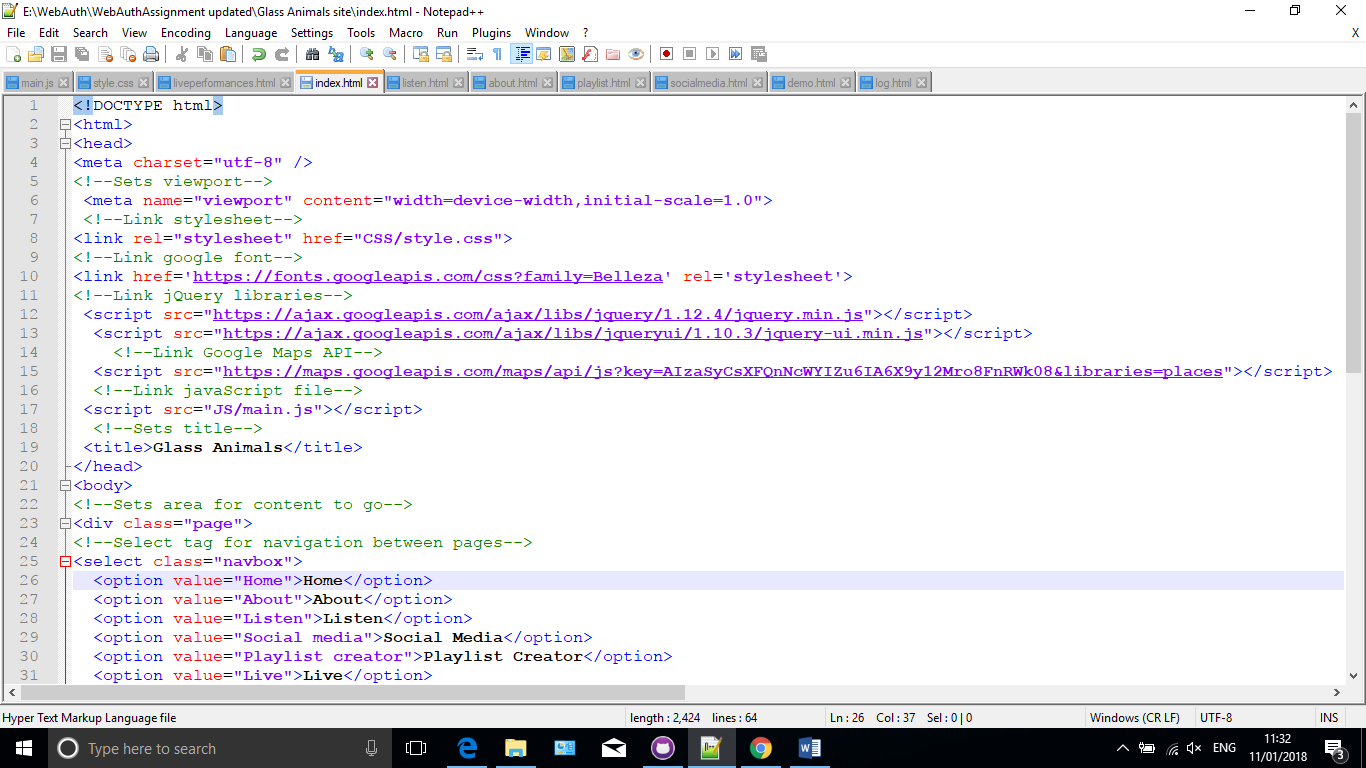 E:\WebAuth\WebAuthAssignment updated\Glass Animals site\index.html - Notepad++
File Edit Search View Encoding Language Settings Tools Macro Run Plugins Window ? X
main.js style.css liveperformances.html index.html listen.html about.html playlist.html socialmedia.html demo.html log.html
1 <!DOCTYPE html>
2 <html>
3 <head>
4 <meta charset="utf-8" />
5 <!--Sets viewport-->
6 <meta name="viewport" content="width=device-width,initial-scale=1.0">
7 <!--Link stylesheet-->
8 <link rel="stylesheet" href="CSS/style.css">
9 <!--Link google font-->
10 <link href='https://fonts.googleapis.com/css?family=Belleza' rel='stylesheet'>
11 <!--Link jQuery libraries-->
12 <script src="https://ajax.googleapis.com/ajax/libs/jquery/1.12.4/jquery.min.js"></script>
13 <script src="https://ajax.googleapis.com/ajax/libs/jqueryui/1.10.3/jquery-ui.min.js"></script>
14 <!--Link Google Maps API-->
15 <script src="https://maps.googleapis.com/maps/api/js?key=AIzaSyCsXFQnNcWYIZu6IA6X9y12Mro8FnRWk08&libraries=places"></script>
16 <!--Link javaScript file-->
17 <script src="JS/main.js"></script>
18 <!--Sets title-->
19 <title>Glass Animals</title>
20 </head>
21 <body>
22 <!--Sets area for content to go-->
23 <div class="page">
24 <!--Select tag for navigation between pages-->
25 <select class="navbox">
26 <option value="Home">Home</option>
27 <option value="About">About</option>
28 <option value="Listen">Listen</option>
29 <option value="Social media">Social Media</option>
30 <option value="Playlist creator">Playlist Creator</option>
31 <option value="Live">Live</option>
Hyper Text Markup Language file length : 2,424 lines : 64 Ln : 26 Col : 37 Sel : 0 | 0 Windows (CR LF) UTF-8 INS
Type here to search ENG 11:32
11/01/2018 3